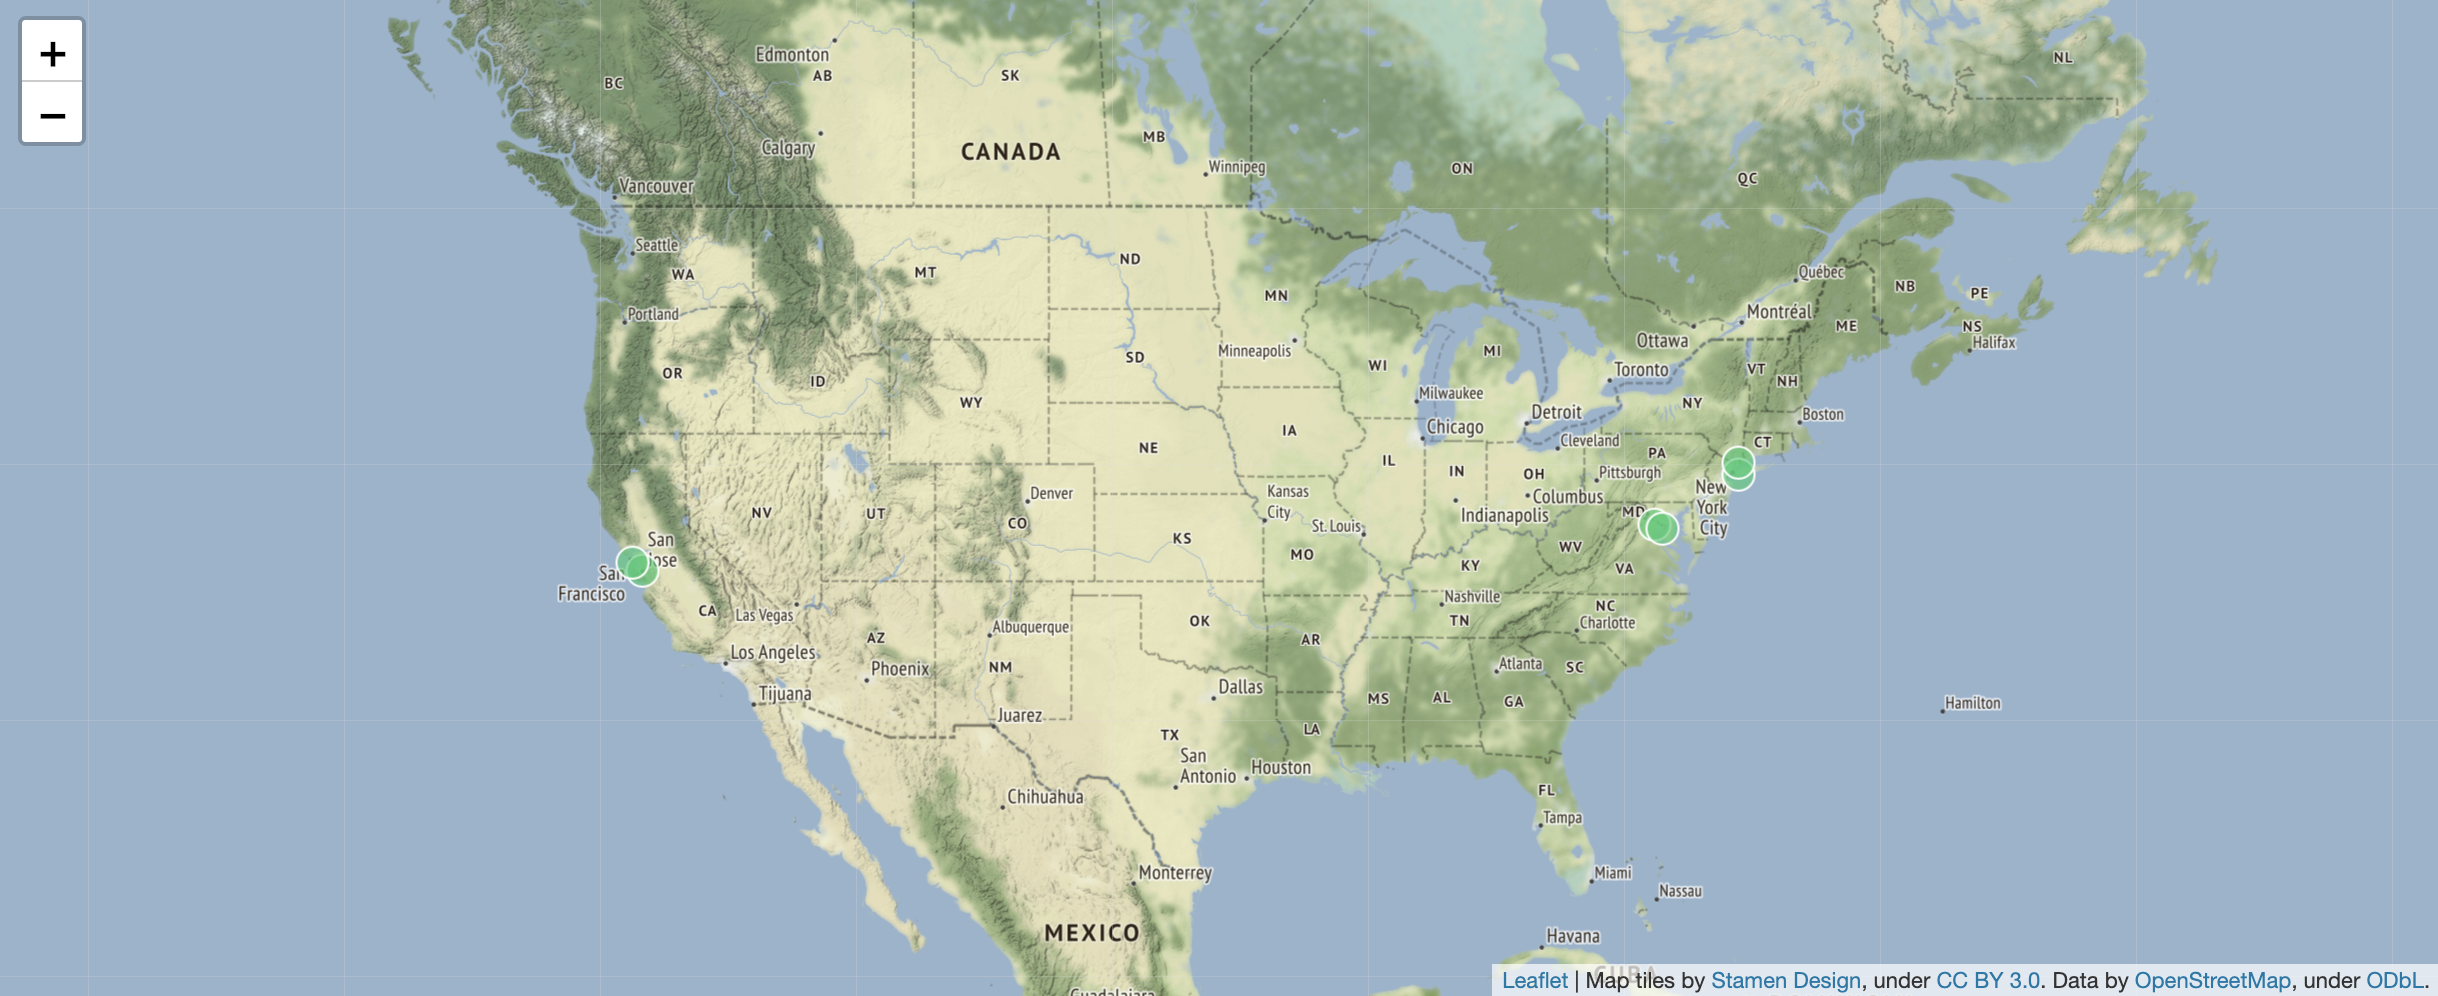 +
−
Edmonton
AB
SK
BC
NL
Calgary
CANADA
MB
Winnipeg
ON
QC
Vancouver
Seattle
WA
MT
ND
MN
Québec
NB
PE
Portland
Montréal
ME
NS
Halifax
Ottawa
Minneapolis
SD
WI
MI
Toronto
VT
NH
OR
ID
WY
Milwaukee
NY
Boston
Detroit
Chicago
IA
Cleveland
CT
NE
PA
IL
IN
OH
Pittsburgh
Denver
Kansas
City
Columbus
New
York
City
NV
UT
CO
Indianapolis
MD
St. Louis
San
KS
MO
WV
VA
KY
San
Francisco
CA
Las Vegas
Nashville
NC
Charlotte
TN
OK
Albuquerque
AZ
AR
Los Angeles
Phoenix
NM
Atlanta
SC
Tijuana
Dallas
MS
AL
GA
Hamilton
Juarez
TX
LA
San
Antonio
Houston
Chihuahua
FL
Tampa
Monterrey
Miami
Nassau
MEXICO
Havana
CUBA
Guadalajara
Leaflet | Map tiles by Stamen Design, under CC BY 3.0. Data by OpenStreetMap, under ODbL.